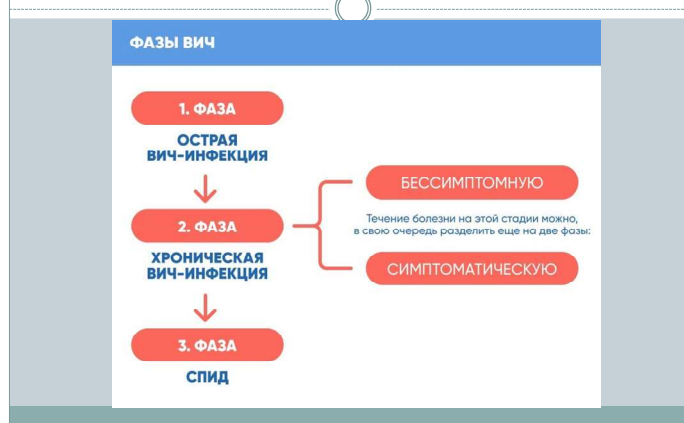 ФАЗЫ ВИЧ
1. ФАЗА
ОСТРАЯ
ВИЧ-ИНФЕКЦИЯ
2. ФАЗА
ХРОНИЧЕСКАЯ
ВИЧ-ИНФЕКЦИЯ
БЕССИМПТОМНУЮ
Течение болезни на этой стадии можно,
в свою очередь разделить еще на две фазы:
СИМПТОМАТИЧЕСКУЮ
3. ФАЗА
СПИД